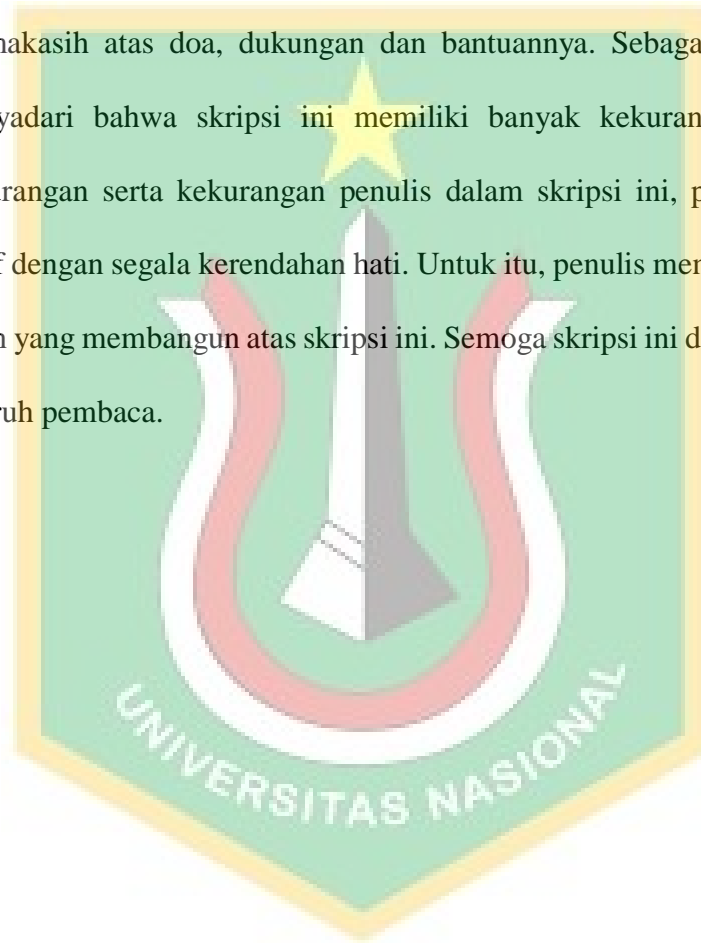 makasih atas doa, dukungan dan bantuannya. Sebaga
yadari bahwa skripsi ini memiliki banyak kekuran
rangan serta kekurangan penulis dalam skripsi ini, p
f dengan segala kerendahan hati. Untuk itu, penulis mer
n yang membangun atas skripsi ini. Semoga skripsi ini d
ruh pembaca.
UNIVERSITAS NASIONAL